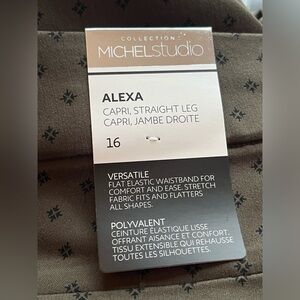 COLLECTION
MICHELstudio
ALEXA
CAPRI, STRAIGHT LEG
CAPRI, JAMBE DROITE
16
VERSATILE
FLAT ELASTIC WAISTBAND FOR
COMFORT AND EASE. STRETCH
FABRIC FITS AND FLATTERS
ALL SHAPES.
POLYVALENT
CEINTURE ÉLASTIQUE LISSE
OFFRANT AISANCE ET CONFORT.
TISSU EXTENSIBLE QUI REHAUSSE
TOUTES LES SILHOUETTES.